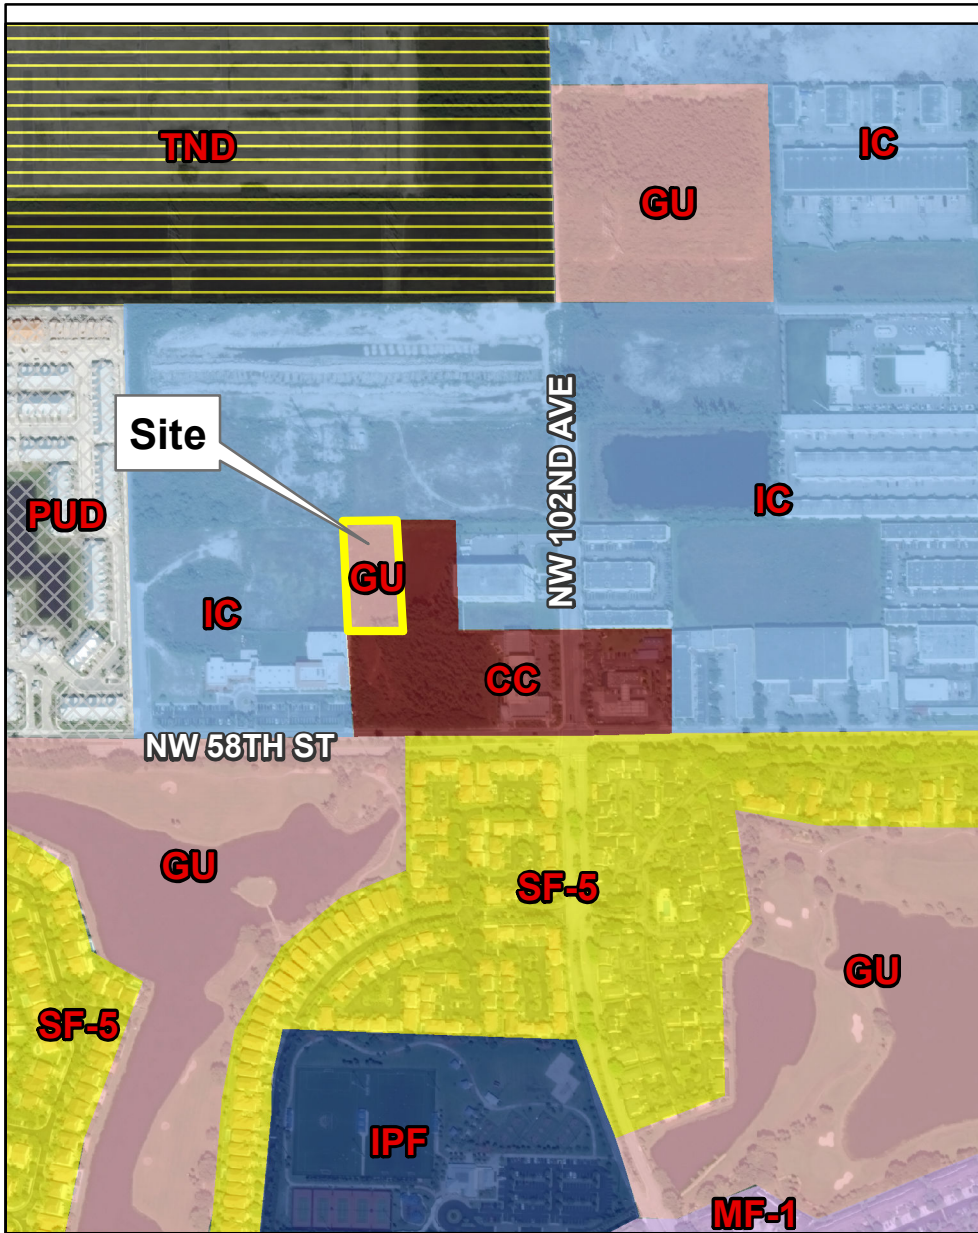 TND
IC
GU
NW 102ND AVE
Site
IC
PUD
GU
IC
CC
NW 58TH ST
GU
SF-5
GU
SF-5
IPF
MF-1